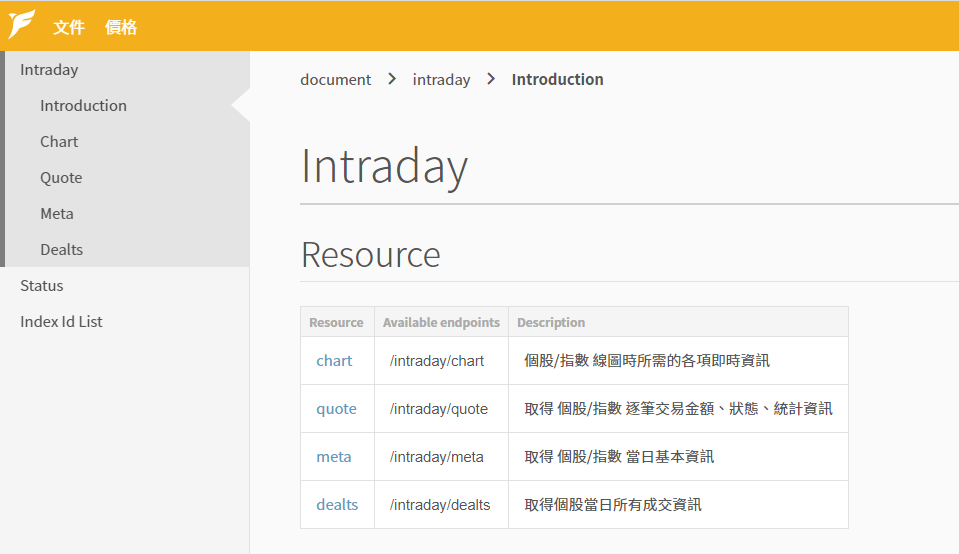 文件 價格
Intraday
Introduction
Chart
Quote
Meta
Dealts
Status
Index Id List
document > intraday > Introduction
Intraday
Resource
Resource Available endpoints Description
chart /intraday/chart 個股/指數 線圖時所需的各項即時資訊
quote /intraday/quote 取得 個股/指數 逐筆交易金額、狀態、統計資訊
meta /intraday/meta 取得 個股/指數 當日基本資訊
dealts /intraday/dealts 取得個股當日所有成交資訊